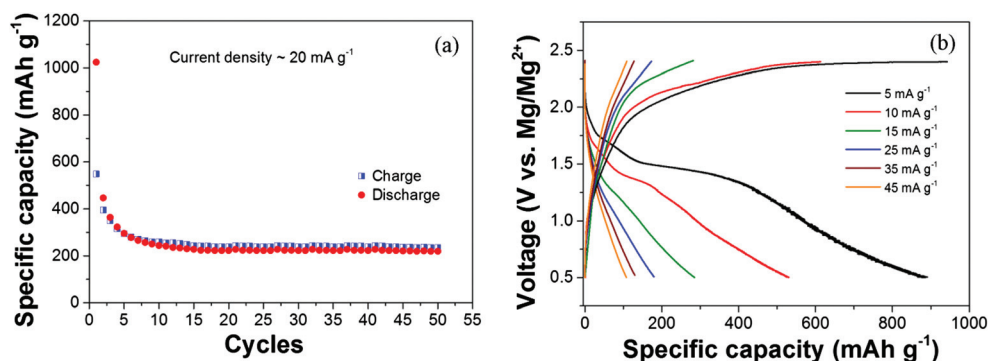 (a)
Current density ~ 20 mA g⁻¹
Charge
Discharge
Specific capacity (mAh g⁻¹)
1200
1000
800
600
400
200
0
0 5 10 15 20 25 30 35 40 45 50 55
Cycles
(b)
5 mA g⁻¹
10 mA g⁻¹
15 mA g⁻¹
25 mA g⁻¹
35 mA g⁻¹
45 mA g⁻¹
Voltage (V vs. Mg/Mg²⁺)
2.5
2.0
1.5
1.0
0.5
0 200 400 600 800 1000
Specific capacity (mAh g⁻¹)